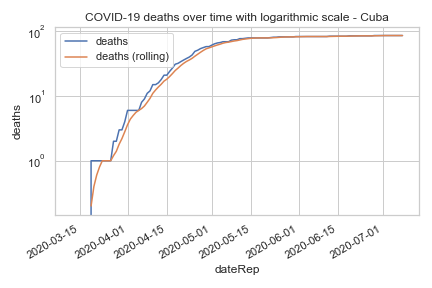 COVID-19 deaths over time with logarithmic scale - Cuba
deaths
deaths (rolling)
10²
10¹
10⁰
deaths
2020-03-15
2020-04-01
2020-04-15
2020-05-01
2020-05-15
2020-06-01
2020-06-15
2020-07-01
dateRep